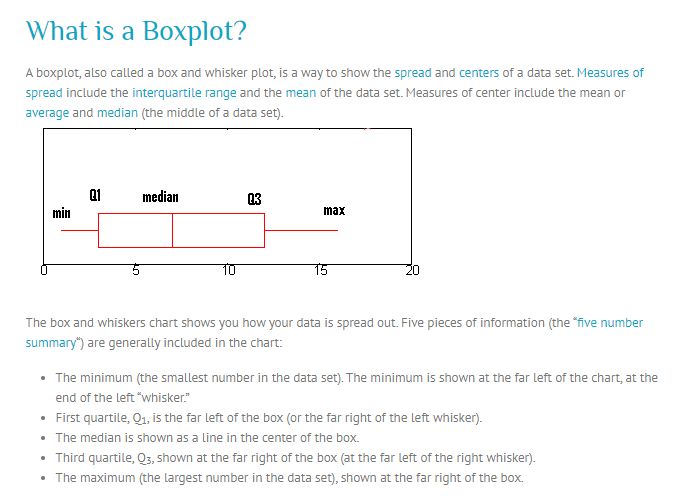 What is a Boxplot?
A boxplot, also called a box and whisker plot, is a way to show the spread and centers of a data set. Measures of
spread include the interquartile range and the mean of the data set. Measures of center include the mean or
average and median (the middle of a data set).
Q1 median Q3
min max
0 5 10 15 20
The box and whiskers chart shows you how your data is spread out. Five pieces of information (the “five number
summary”) are generally included in the chart:
• The minimum (the smallest number in the data set). The minimum is shown at the far left of the chart, at the
end of the left “whisker.”
• First quartile, Q₁, is the far left of the box (or the far right of the left whisker).
• The median is shown as a line in the center of the box.
• Third quartile, Q₃, shown at the far right of the box (at the far left of the right whisker).
• The maximum (the largest number in the data set), shown at the far right of the box.